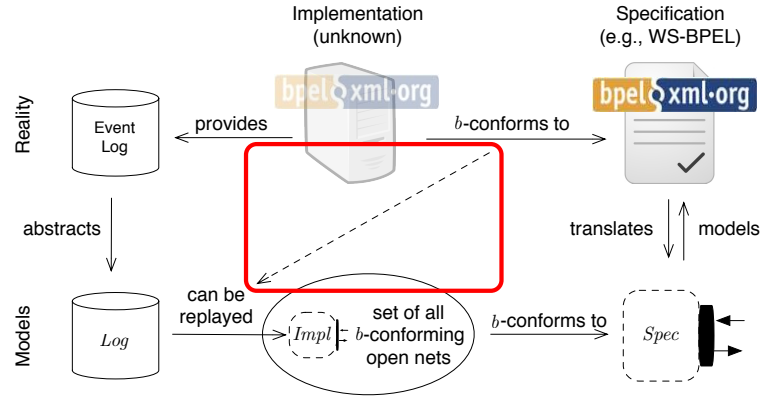 Implementation
(unknown)
Specification
(e.g., WS-BPEL)
bpel xml.org
bpel xml.org
Reality
Event
Log
provides
b-conforms to
abstracts
translates
models
Models
Log
can be
replayed
Impl
set of all
b-conforming
open nets
b-conforms to
Spec